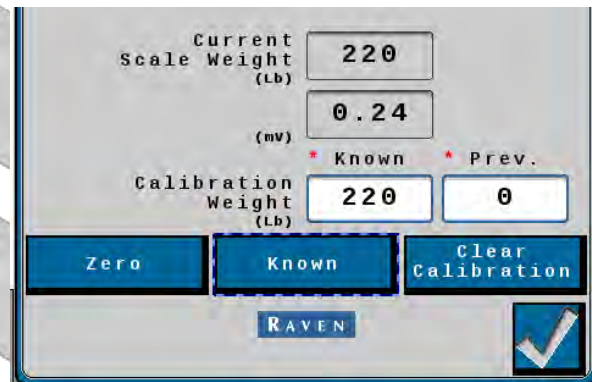 Current
Scale Weight 220
(Lb)
0.24
(mV)
* Known * Prev.
Calibration
Weight 220 0
(Lb)
Zero Known Clear Calibration
RAVEN